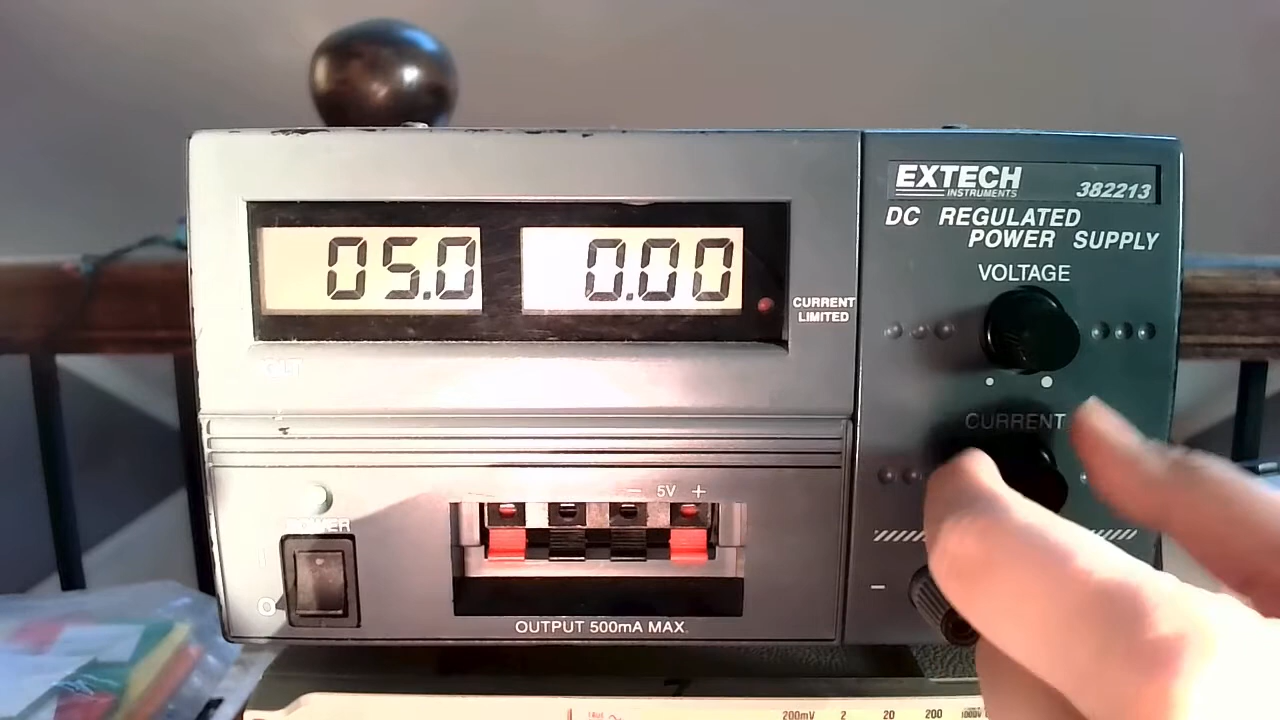 EXTECH
INSTRUMENTS
382213
DC REGULATED
POWER SUPPLY
05.0
0.00
CURRENT
LIMITED
VOLTAGE
CURRENT
5V +
−
POWER
O
−
OUTPUT 500mA MAX.
200mV 2 20 200